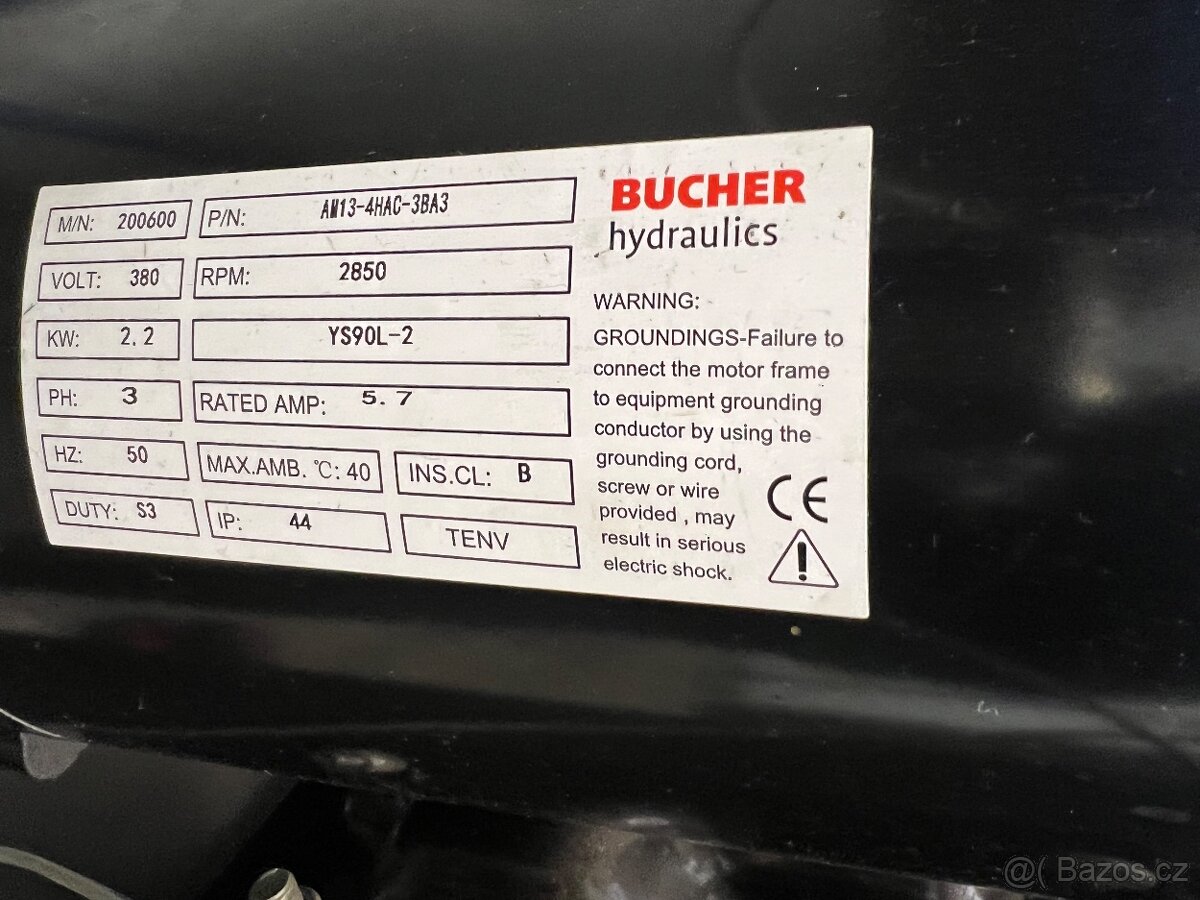 M/N: 200600 P/N: AM13-4HAC-3BA3
VOLT: 380 RPM: 2850
KW: 2.2 YS90L-2
PH: 3 RATED AMP: 5.7
HZ: 50 MAX.AMB. ℃: 40 INS.CL: B
DUTY: S3 IP: 44 TENV
BUCHER
hydraulics
WARNING:
GROUNDINGS-Failure to
connect the motor frame
to equipment grounding
conductor by using the
grounding cord,
screw or wire
provided , may
result in serious
electric shock.
CE
!
@( Bazos.cz